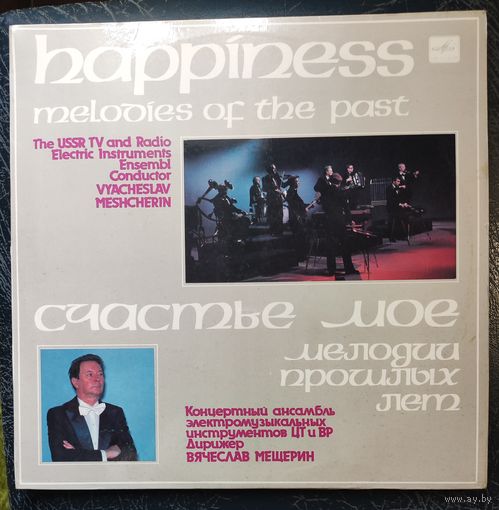 happiness
melodies of the past
The USSR TV and Radio
Electric Instruments
Ensembl
Conductor
VYACHESLAV
MESHCHERIN
счастье мое
мелодии
прошлых
лет
Концертный ансамбль
электромузыкальных
инструментов ЦТ и ВР
Дирижер
ВЯЧЕСЛАВ МЕЩЕРИН
www.ay.by